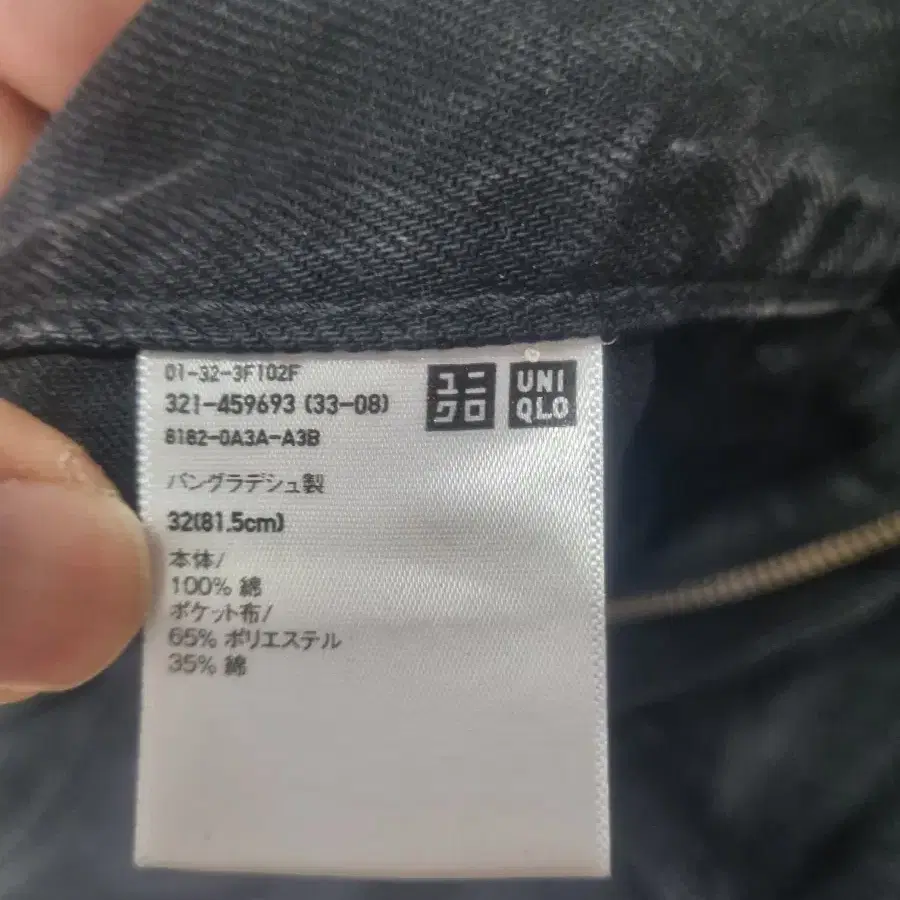 01-32-3F102F
321-459693 (33-08)
8182-0A3A-A3B
ユニ
クロ
UNI
QLO
バングラデシュ製
32(81.5cm)
本体/
100% 綿
ポケット布/
65% ポリエステル
35% 綿